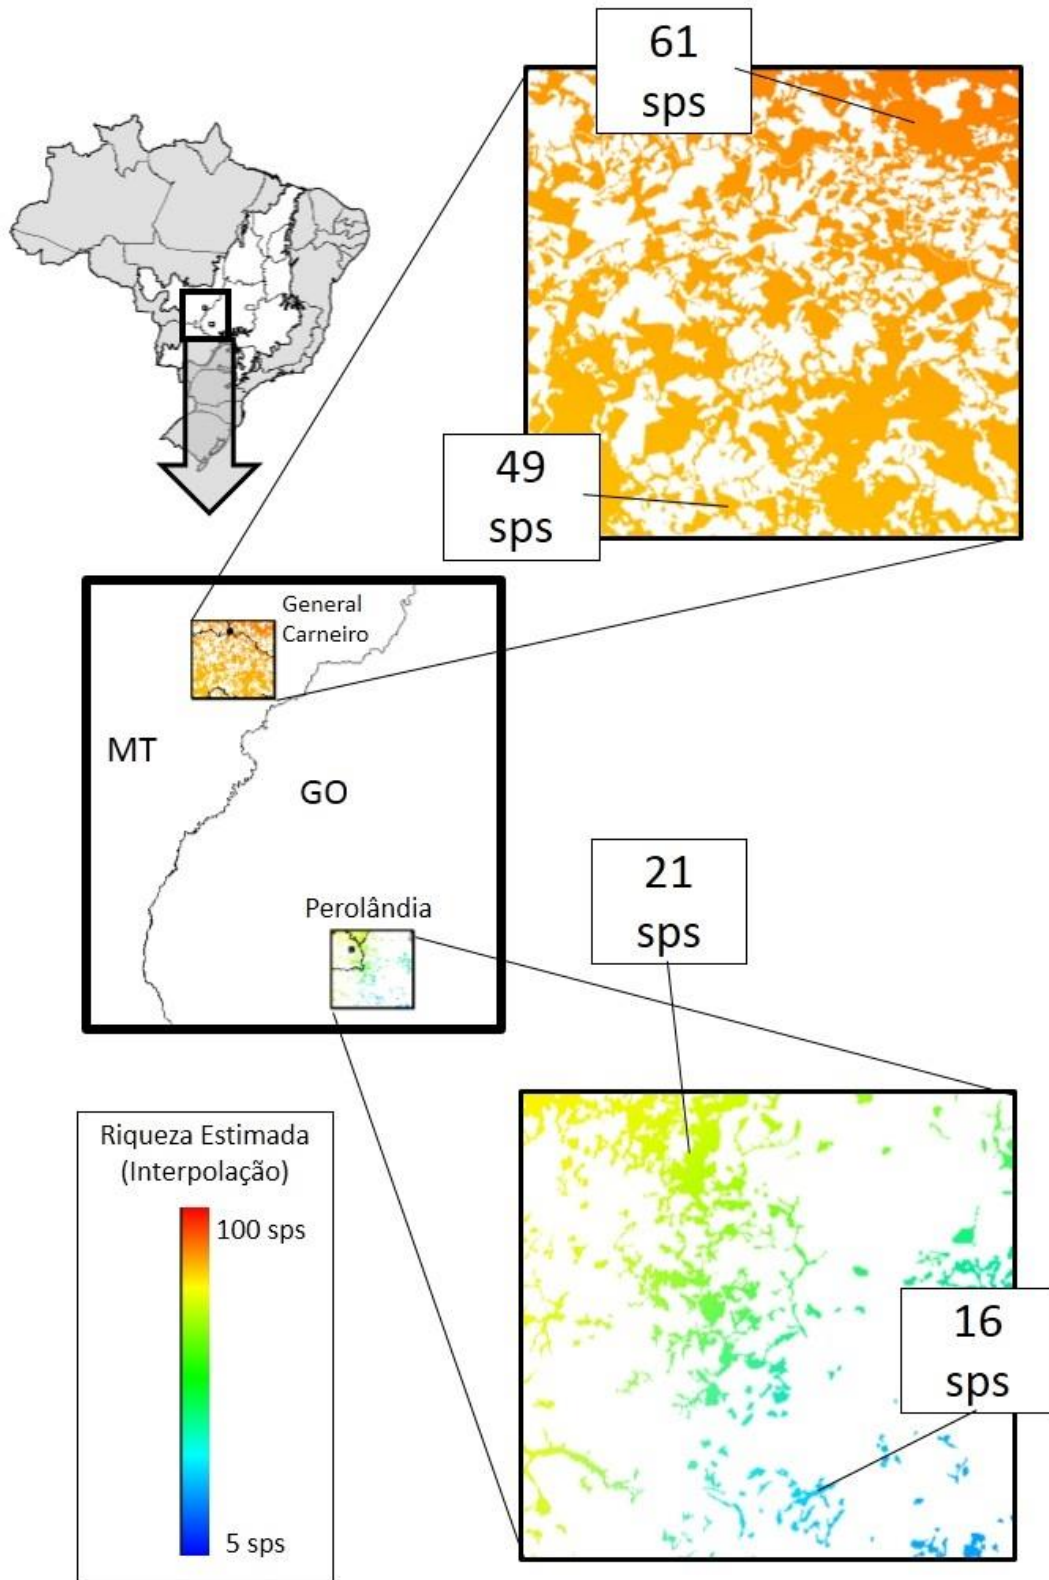 61
sps
49
sps
General
Carneiro
MT
GO
Perolândia
21
sps
16
sps
Riqueza Estimada
(Interpolação)
100 sps
5 sps